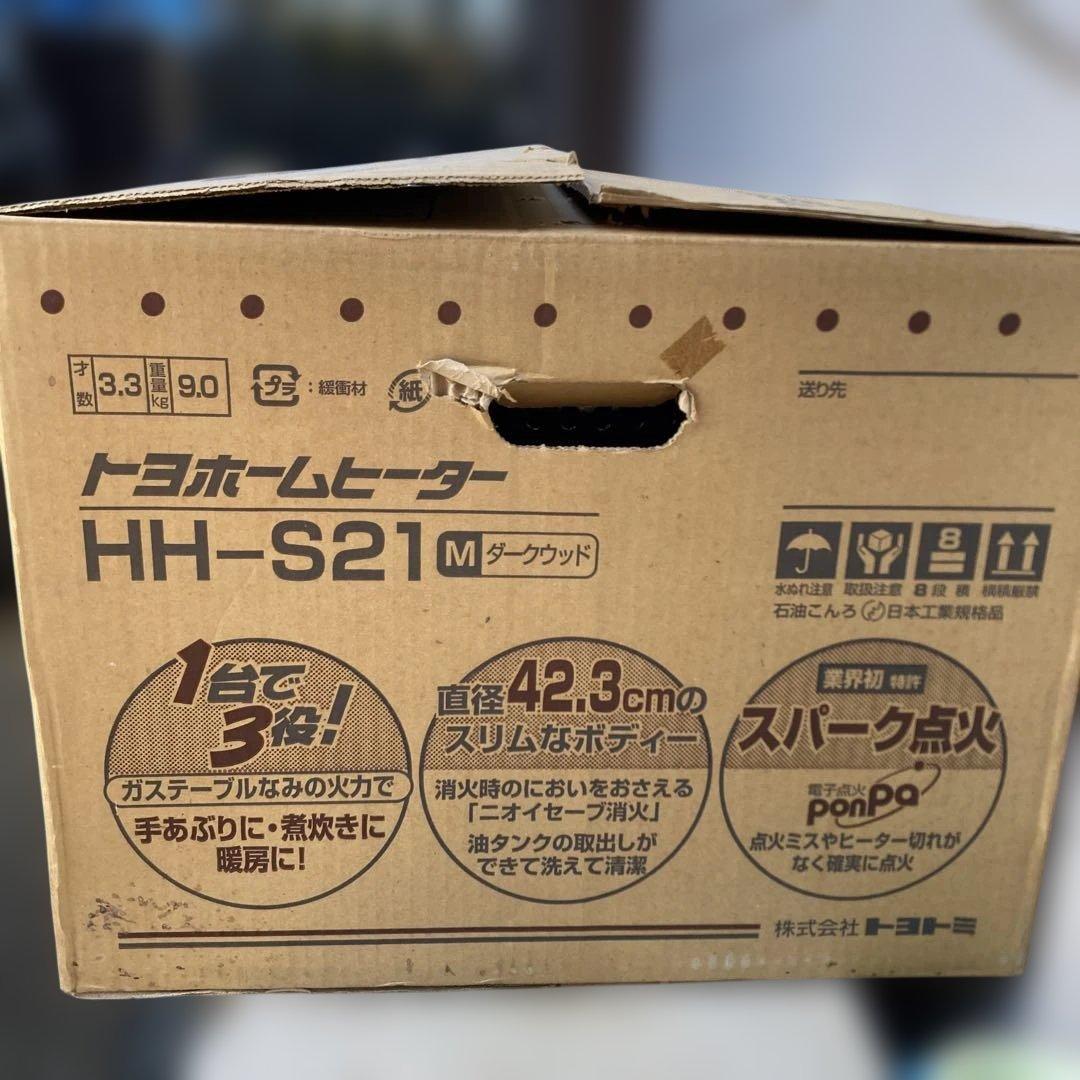 才数 3.3 重量kg 9.0
プラ : 緩衝材 紙
送り先
トヨホームヒーター
HH-S21 M ダークウッド
8
水ぬれ注意 取扱注意 8段積 横積厳禁
石油こんろ 日本工業規格品
1台で
3役!
ガステーブルなみの火力で
手あぶりに・煮炊きに
暖房に!
直径42.3cmの
スリムなボディー
消火時のにおいをおさえる
「ニオイセーブ消火」
油タンクの取出しが
できて洗えて清潔
業界初 特許
スパーク点火
電子点火
ponpa
点火ミスやヒーター切れが
なく確実に点火
株式会社 トヨトミ